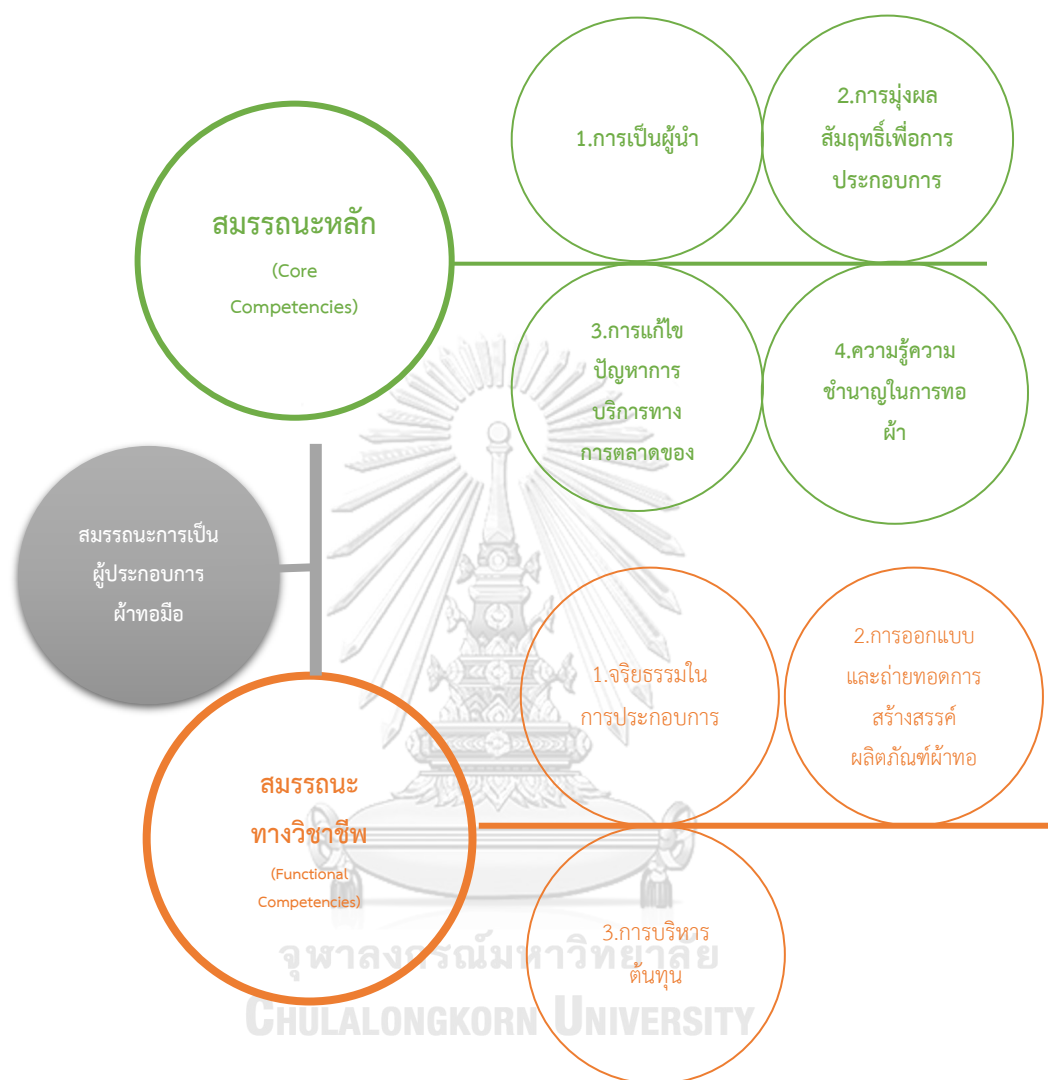 สมรรถนะหลัก
(Core
Competencies)
1.การเป็นผู้นำ
2.การมุ่งผล
สัมฤทธิ์เพื่อการ
ประกอบการ
3.การแก้ไข
ปัญหาการ
บริการทาง
การตลาดของ
4.ความรู้ความ
ชำนาญในการทอ
ผ้า
สมรรถนะการเป็น
ผู้ประกอบการ
ผ้าทอมือ
สมรรถนะ
ทางวิชาชีพ
(Functional
Competencies)
1.จริยธรรมใน
การประกอบการ
2.การออกแบบ
และถ่ายทอดการ
สร้างสรรค์
ผลิตภัณฑ์ผ้าทอ
3.การบริหาร
ต้นทุน
จุฬาลงกรณ์มหาวิทยาลัย
CHULALONGKORN UNIVERSITY